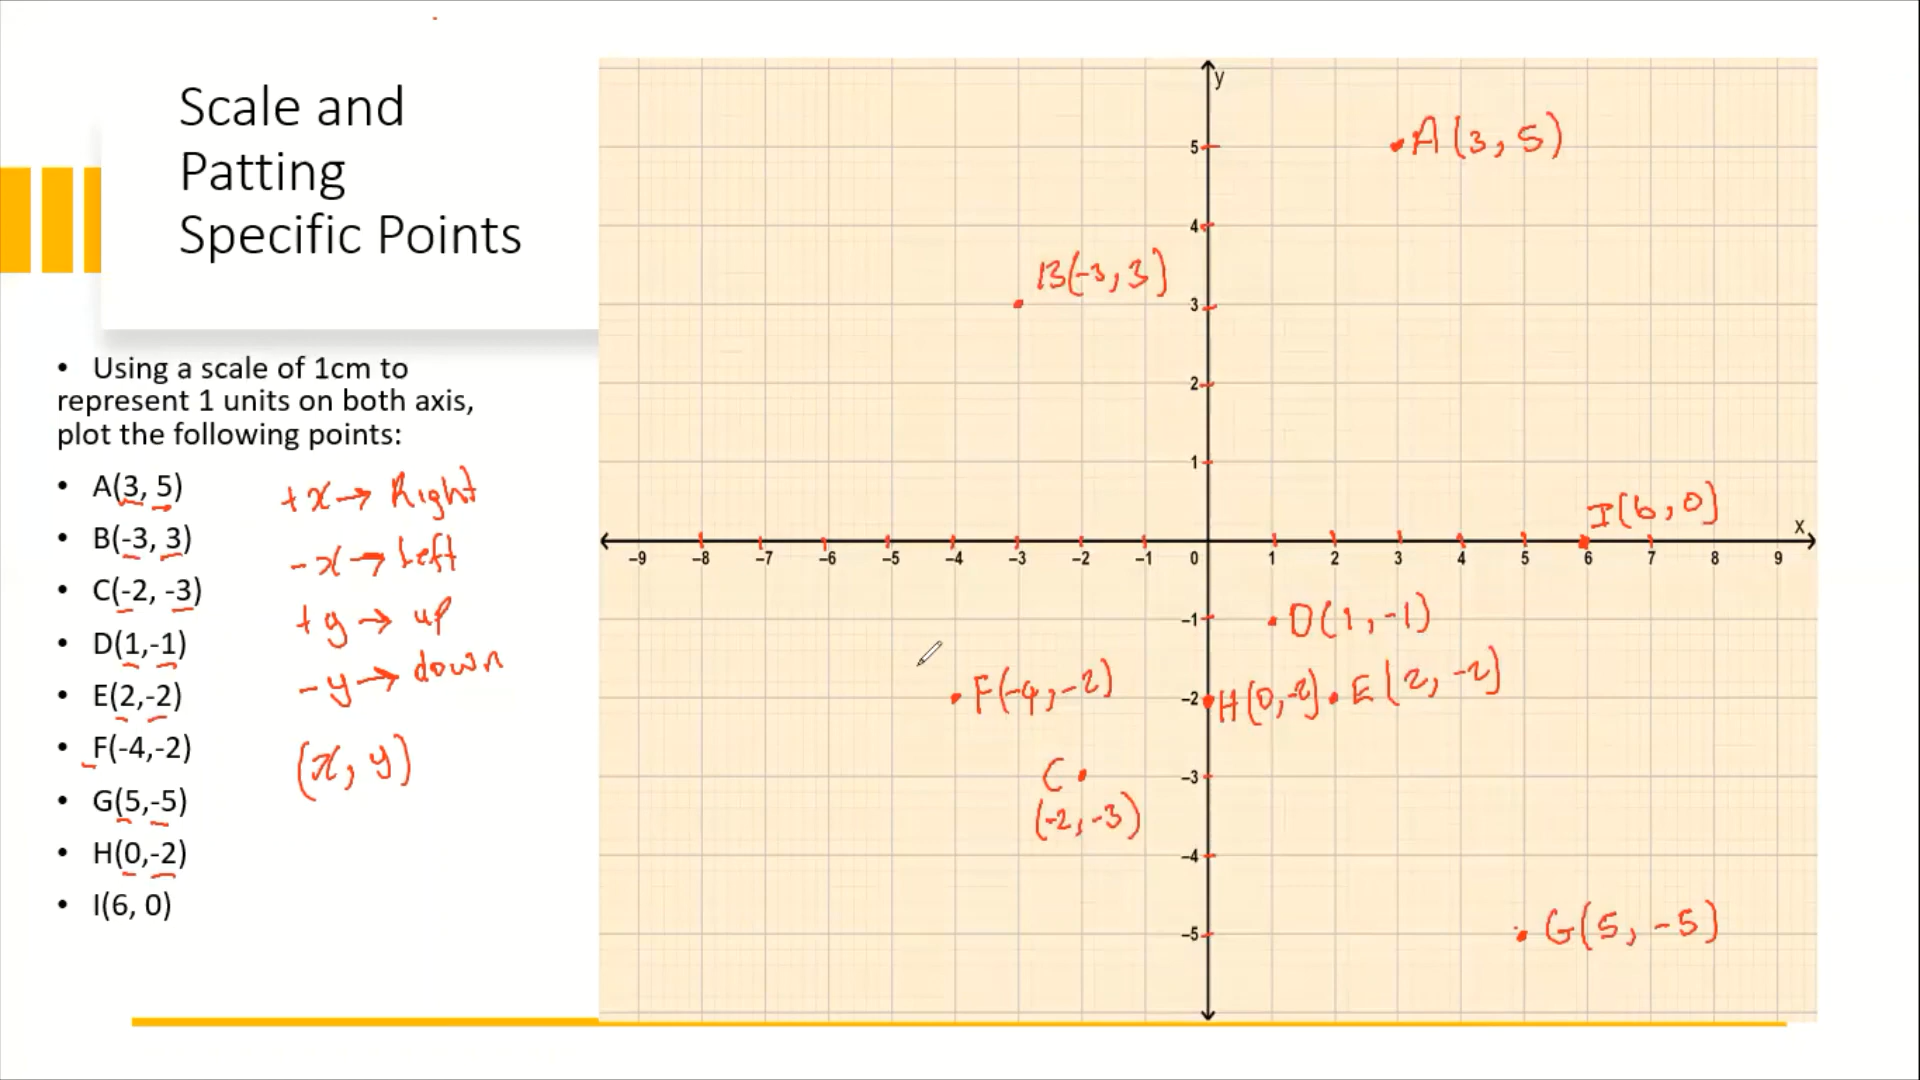 Scale and
Patting
Specific Points
• Using a scale of 1cm to
represent 1 units on both axis,
plot the following points:
• A(3, 5)
• B(-3, 3)
• C(-2, -3)
• D(1,-1)
• E(2,-2)
• F(-4,-2)
• G(5,-5)
• H(0,-2)
• I(6, 0)
+x → Right
-x → Left
+y → up
-y → down
(x, y)
y
5
A(3, 5)
4
B(-3, 3)
3
2
1
I(6, 0)
x
-9 -8 -7 -6 -5 -4 -3 -2 -1 0 1 2 3 4 5 6 7 8 9
-1
D(1, -1)
F(-4, -2)
-2
H(0, -2)
E(2, -2)
C
(-2, -3)
-3
-4
-5
G(5, -5)